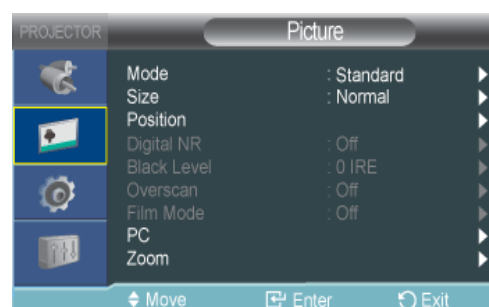 PROJECTOR Picture
Mode : Standard
Size : Normal
Position
Digital NR : Off
Black Level : 0 IRE
Overscan : Off
Film Mode : Off
PC
Zoom
Move Enter Exit